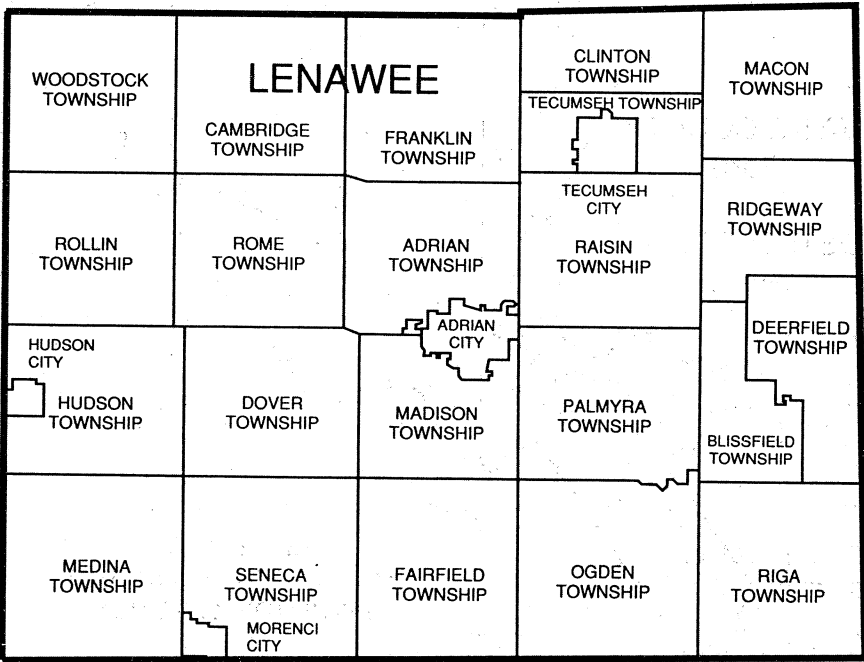 LENAWEE
WOODSTOCK
TOWNSHIP
CAMBRIDGE
TOWNSHIP
FRANKLIN
TOWNSHIP
CLINTON
TOWNSHIP
MACON
TOWNSHIP
TECUMSEH TOWNSHIP
TECUMSEH
CITY
ROLLIN
TOWNSHIP
ROME
TOWNSHIP
ADRIAN
TOWNSHIP
RAISIN
TOWNSHIP
RIDGEWAY
TOWNSHIP
ADRIAN
CITY
DEERFIELD
TOWNSHIP
HUDSON
CITY
HUDSON
TOWNSHIP
DOVER
TOWNSHIP
MADISON
TOWNSHIP
PALMYRA
TOWNSHIP
BLISSFIELD
TOWNSHIP
MEDINA
TOWNSHIP
SENECA
TOWNSHIP
FAIRFIELD
TOWNSHIP
OGDEN
TOWNSHIP
RIGA
TOWNSHIP
MORENCI
CITY